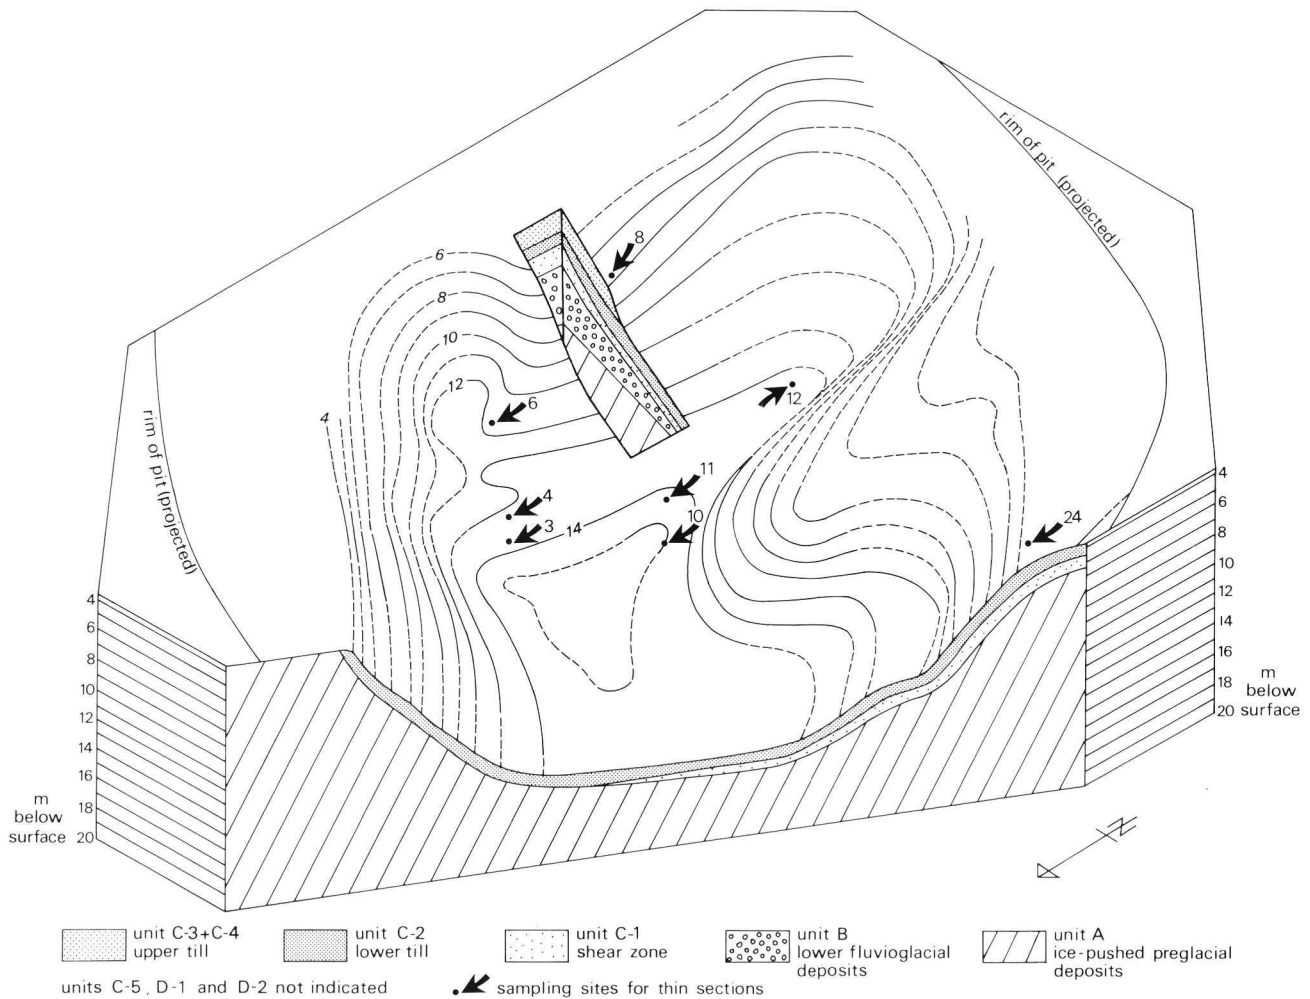 rim of pit (projected)
8
6
8
10
12
6
12
4
11
4
10
3
14
24
rim of pit (projected)
4
6
8
10
12
14
16
18
20
m
below
surface
4
6
8
10
12
14
16
18
20
m
below
surface
N
unit C-3+C-4
upper till
unit C-2
lower till
unit C-1
shear zone
unit B
lower fluvioglacial
deposits
unit A
ice-pushed preglacial
deposits
units C-5, D-1 and D-2 not indicated
sampling sites for thin sections